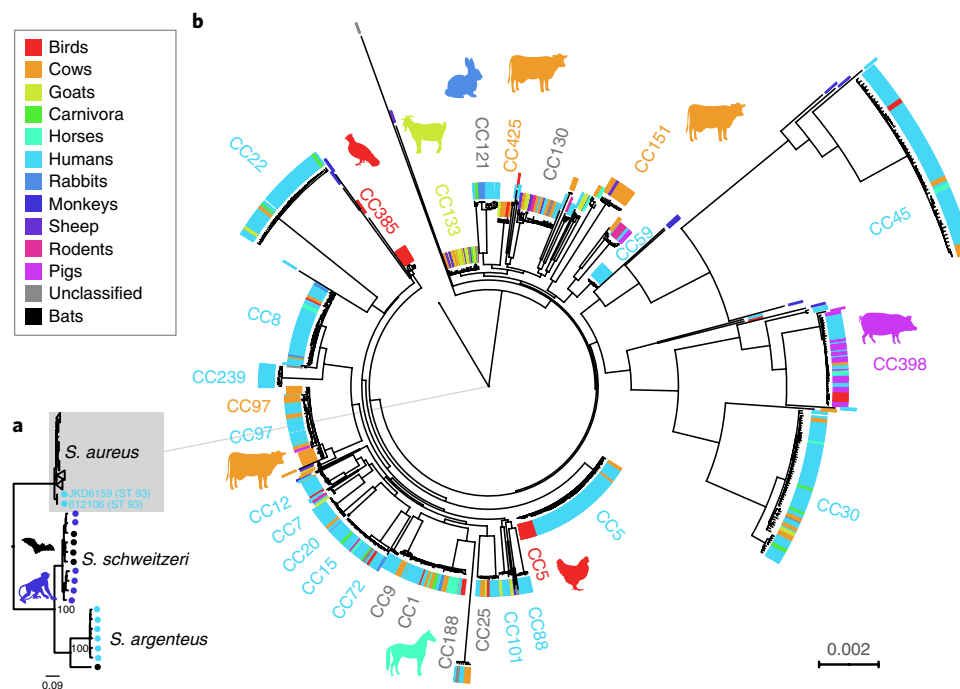 b
Birds
Cows
Goats
Carnivora
Horses
Humans
Rabbits
Monkeys
Sheep
Rodents
Pigs
Unclassified
Bats
CC22
CC385
CC133
CC121
CC425
CC130
CC151
CC59
CC45
CC398
CC30
CC8
CC239
CC97
CC97
CC12
CC7
CC20
CC15
CC72
CC9
CC1
CC188
CC25
CC101
CC88
CC5
CC5
0.002
a
S. aureus
JKD6159 (ST 93)
612106 (ST 93)
S. schweitzeri
100
S. argenteus
100
0.09